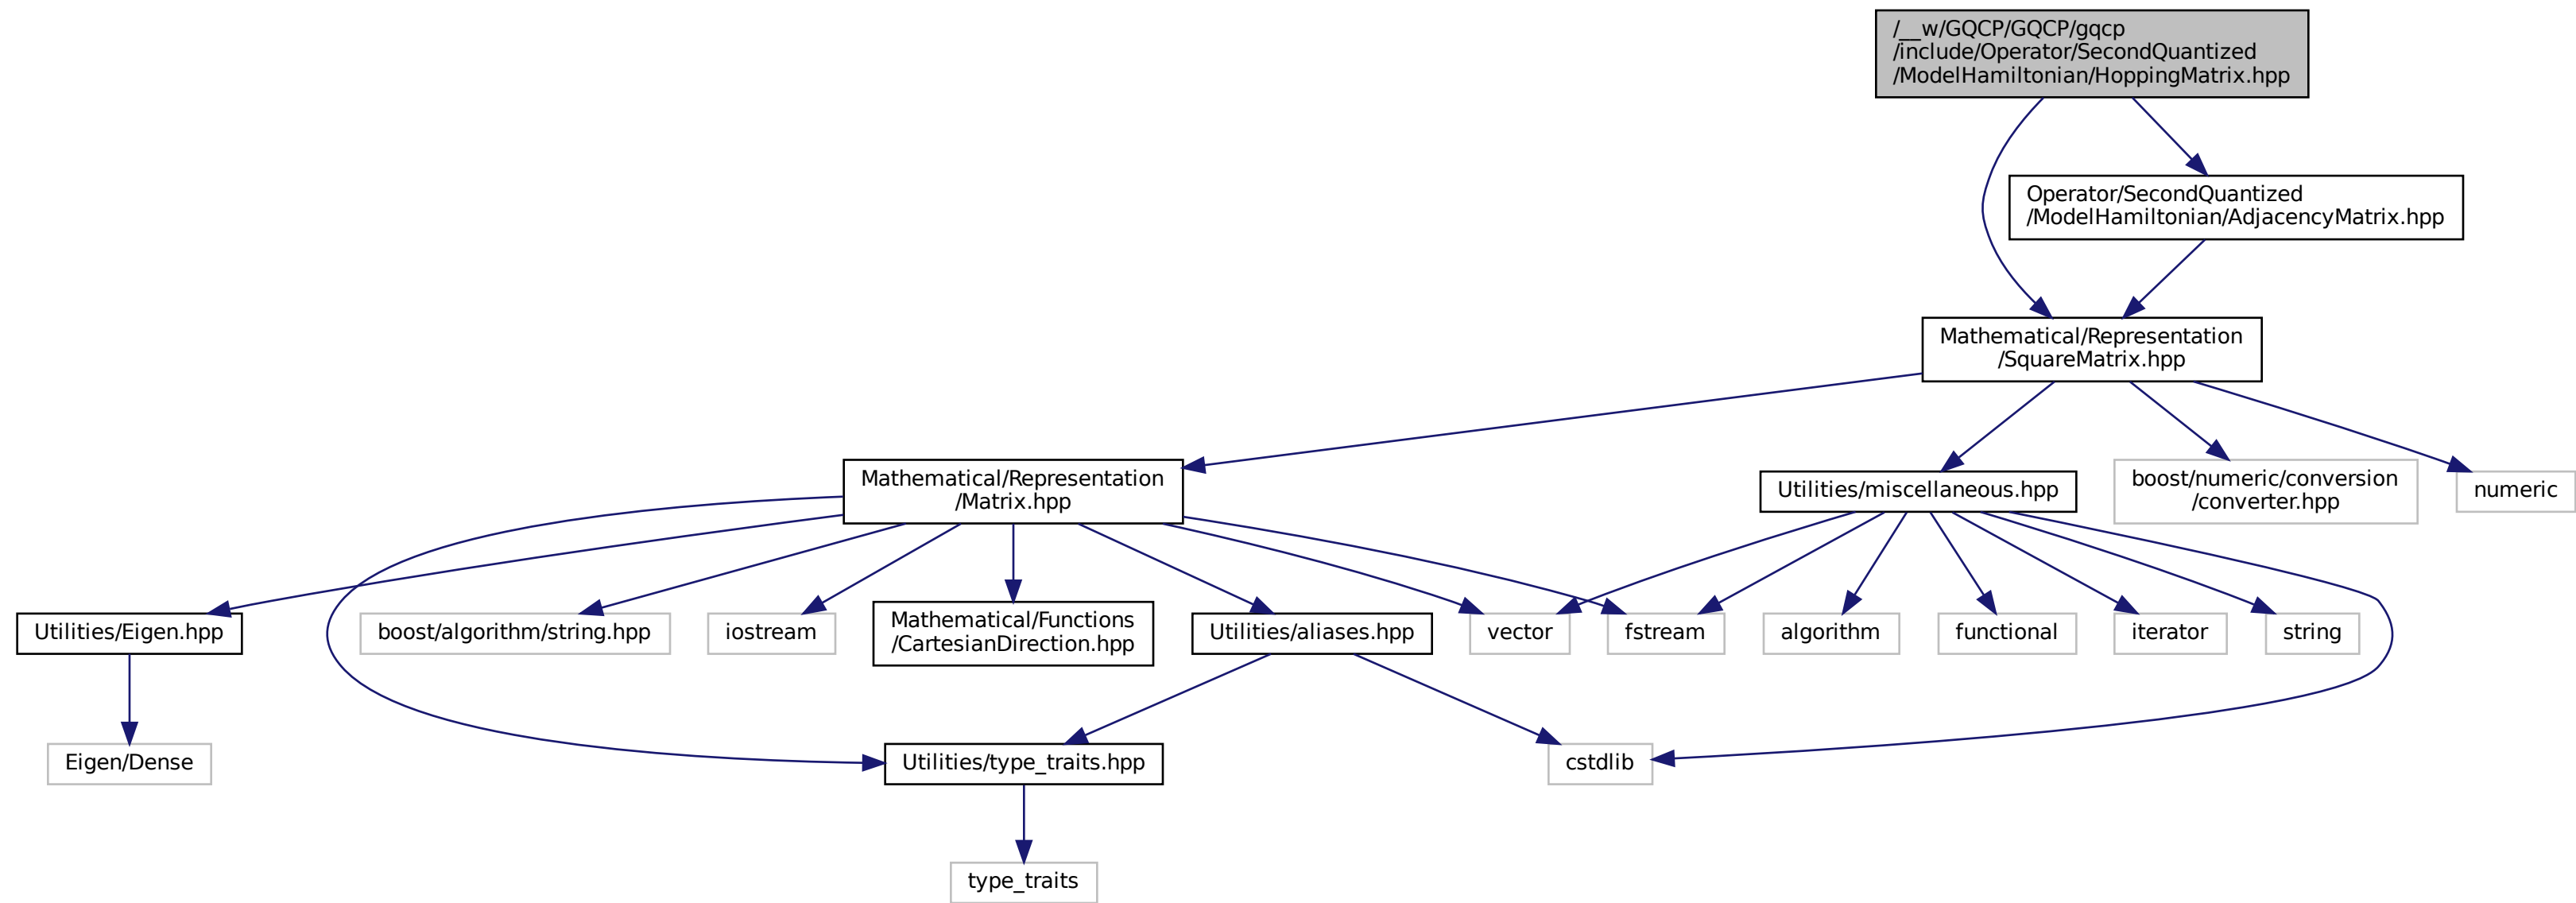 /__w/GQCP/GQCP/gqcp
/include/Operator/SecondQuantized
/ModelHamiltonian/HoppingMatrix.hpp
Operator/SecondQuantized
/ModelHamiltonian/AdjacencyMatrix.hpp
Mathematical/Representation
/SquareMatrix.hpp
Mathematical/Representation
/Matrix.hpp
Utilities/miscellaneous.hpp
boost/numeric/conversion
/converter.hpp
numeric
Utilities/Eigen.hpp
boost/algorithm/string.hpp
iostream
Mathematical/Functions
/CartesianDirection.hpp
Utilities/aliases.hpp
vector
fstream
algorithm
functional
iterator
string
Eigen/Dense
Utilities/type_traits.hpp
cstdlib
type_traits